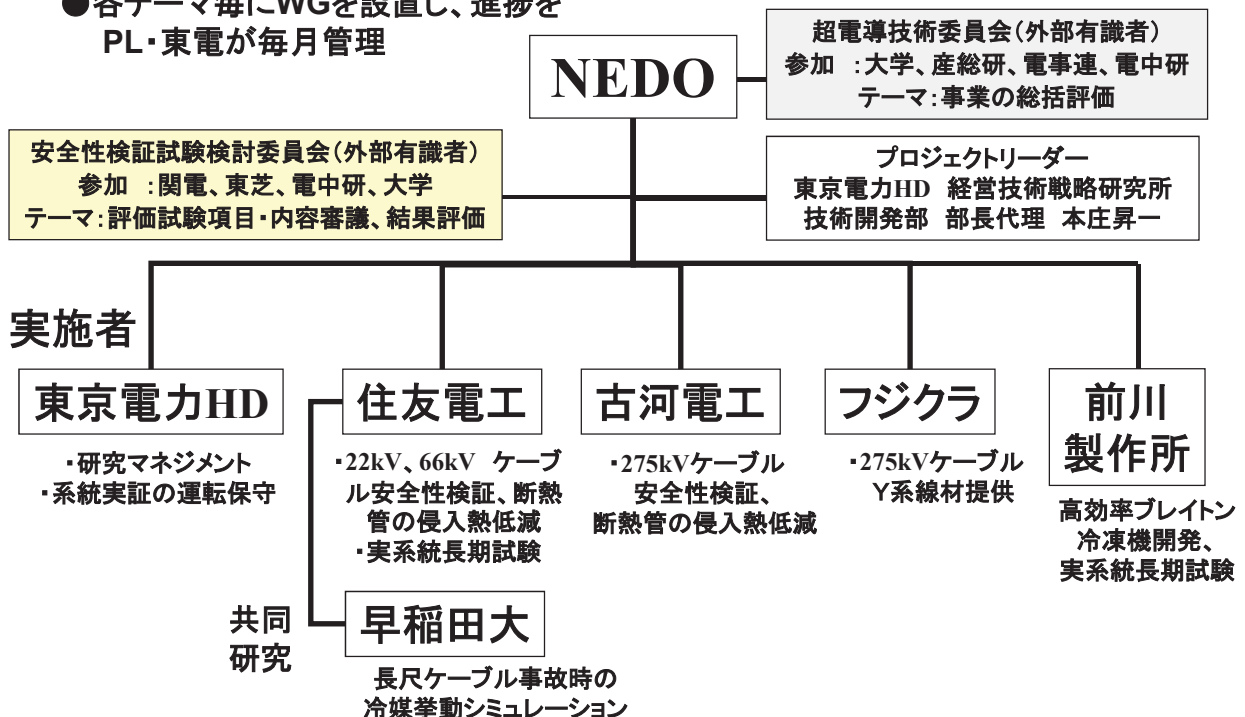 ●各テーマ毎にWGを設置し、進捗を
PL・東電が毎月管理
NEDO
超電導技術委員会(外部有識者)
参加 :大学、産総研、電事連、電中研
テーマ:事業の総括評価
安全性検証試験検討委員会(外部有識者)
参加 :関電、東芝、電中研、大学
テーマ:評価試験項目・内容審議、結果評価
プロジェクトリーダー
東京電力HD 経営技術戦略研究所
技術開発部 部長代理 本庄昇一
実施者
東京電力HD
・研究マネジメント
・系統実証の運転保守
住友電工
・22kV、66kV ケーブ
ル安全性検証、断熱
管の侵入熱低減
・実系統長期試験
古河電工
・275kVケーブル
安全性検証、
断熱管の侵入熱低減
フジクラ
・275kVケーブル
Y系線材提供
前川
製作所
高効率ブレイトン
冷凍機開発、
実系統長期試験
共同
研究
早稲田大
長尺ケーブル事故時の
冷媒挙動シミュレーション